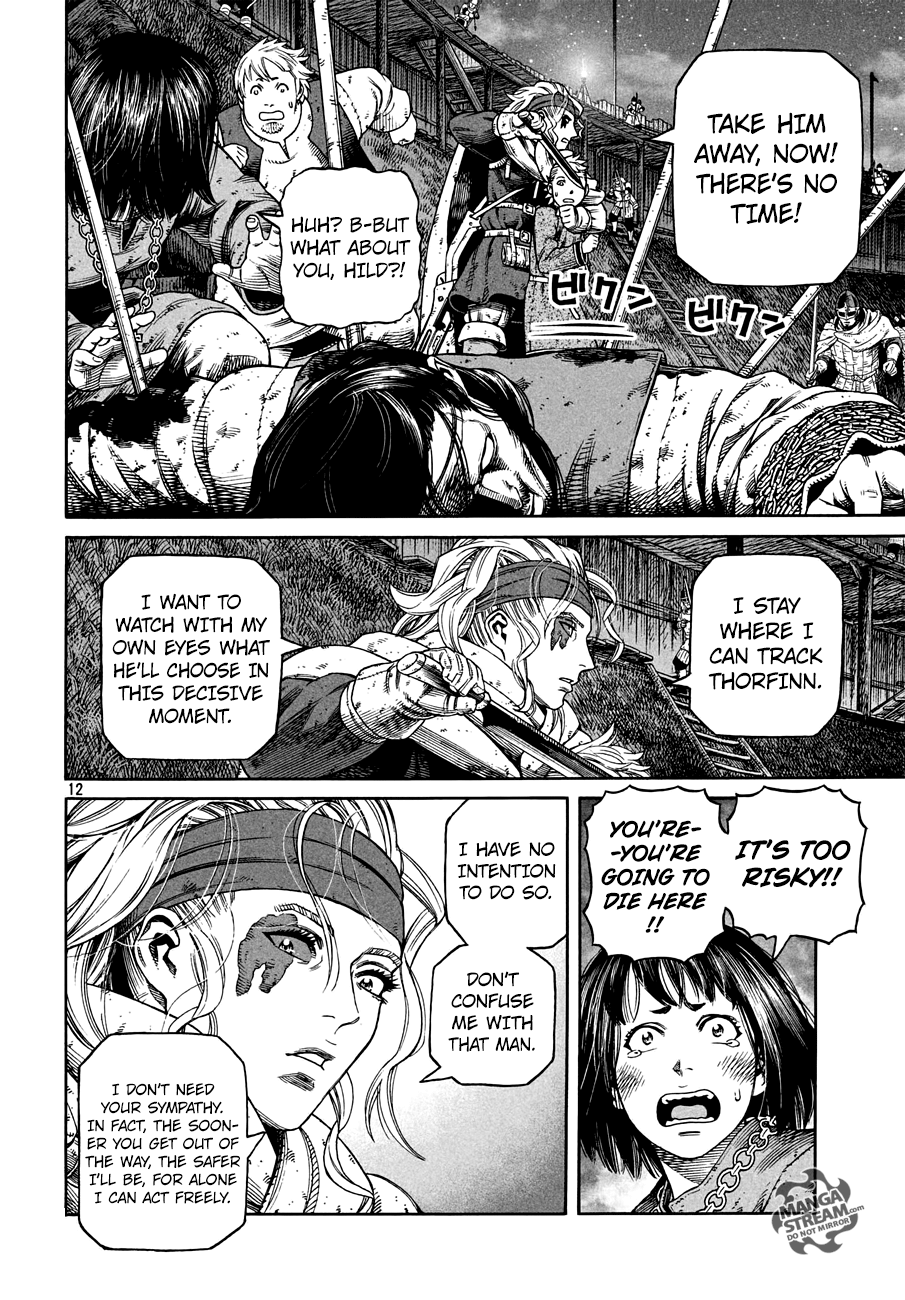 TAKE HIM
AWAY, NOW!
THERE'S NO
TIME!
HUH? B-BUT
WHAT ABOUT
YOU, HILD?!
ビクン
ビクン
I STAY
WHERE I
CAN TRACK
THORFINN.
I WANT TO
WATCH WITH MY
OWN EYES WHAT
HE'LL CHOOSE IN
THIS DECISIVE
MOMENT.
12
IT'S TOO
RISKY!!
YOU'RE-
-YOU'RE
GOING TO
DIE HERE
!!
I HAVE NO
INTENTION
TO DO SO.
DON'T
CONFUSE
ME WITH
THAT MAN.
I DON'T NEED
YOUR SYMPATHY.
IN FACT, THE SOON-
ER YOU GET OUT OF
THE WAY, THE SAFER
I'LL BE, FOR ALONE
I CAN ACT FREELY.
MANGA
STREAM.com
DO NOT MIRROR